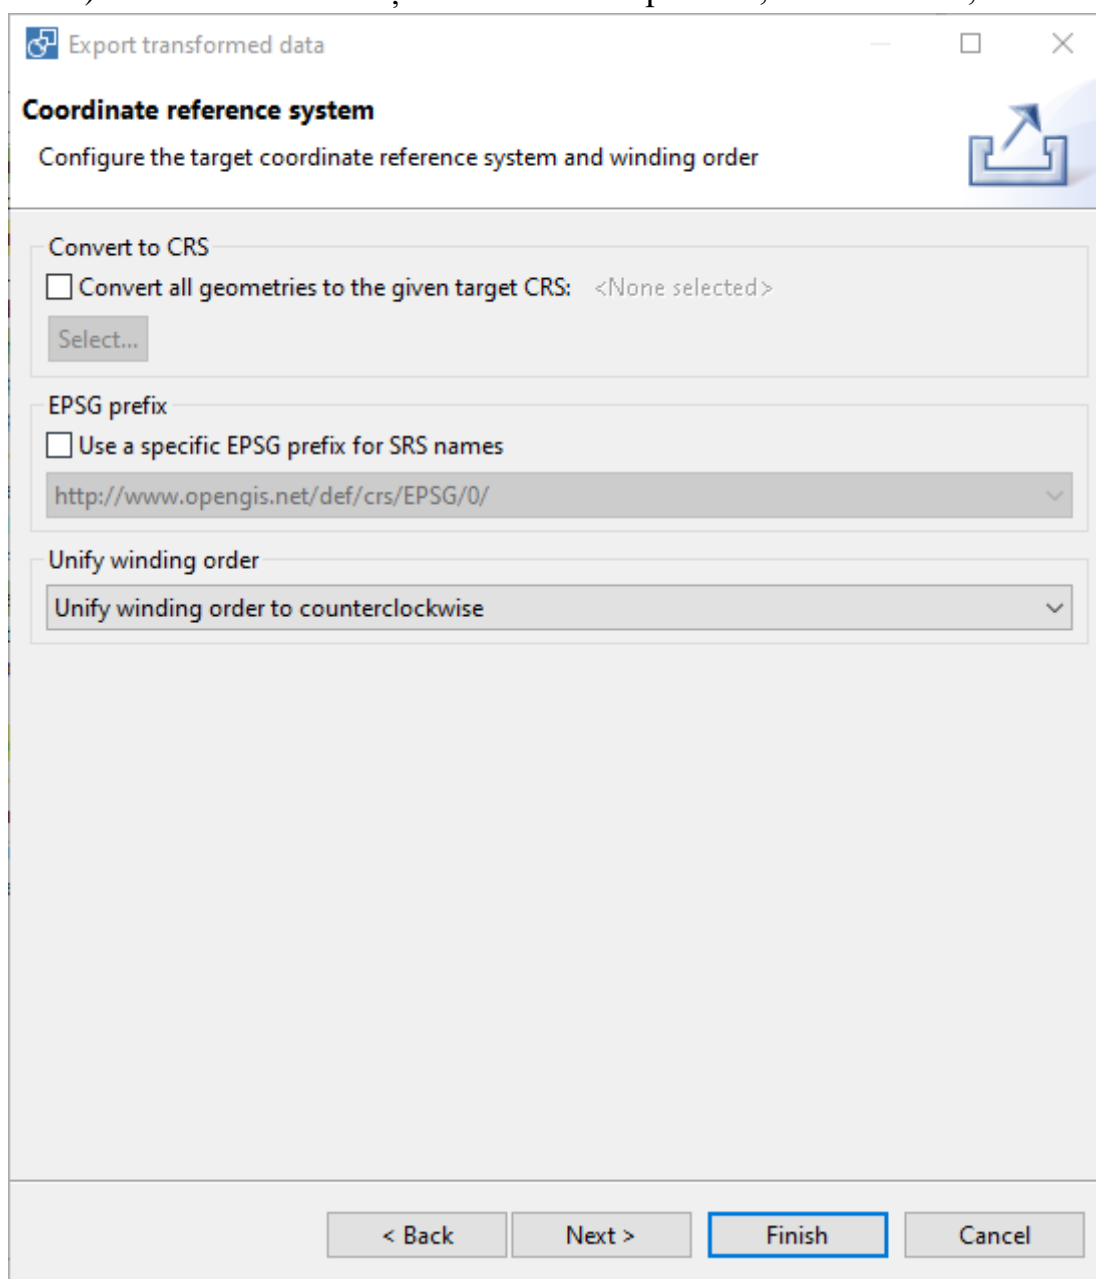 Export transformed data
Coordinate reference system
Configure the target coordinate reference system and winding order
Convert to CRS
Convert all geometries to the given target CRS: <None selected>
Select...
EPSG prefix
Use a specific EPSG prefix for SRS names
http://www.opengis.net/def/crs/EPSG/0/
Unify winding order
Unify winding order to counterclockwise
< Back Next > Finish Cancel